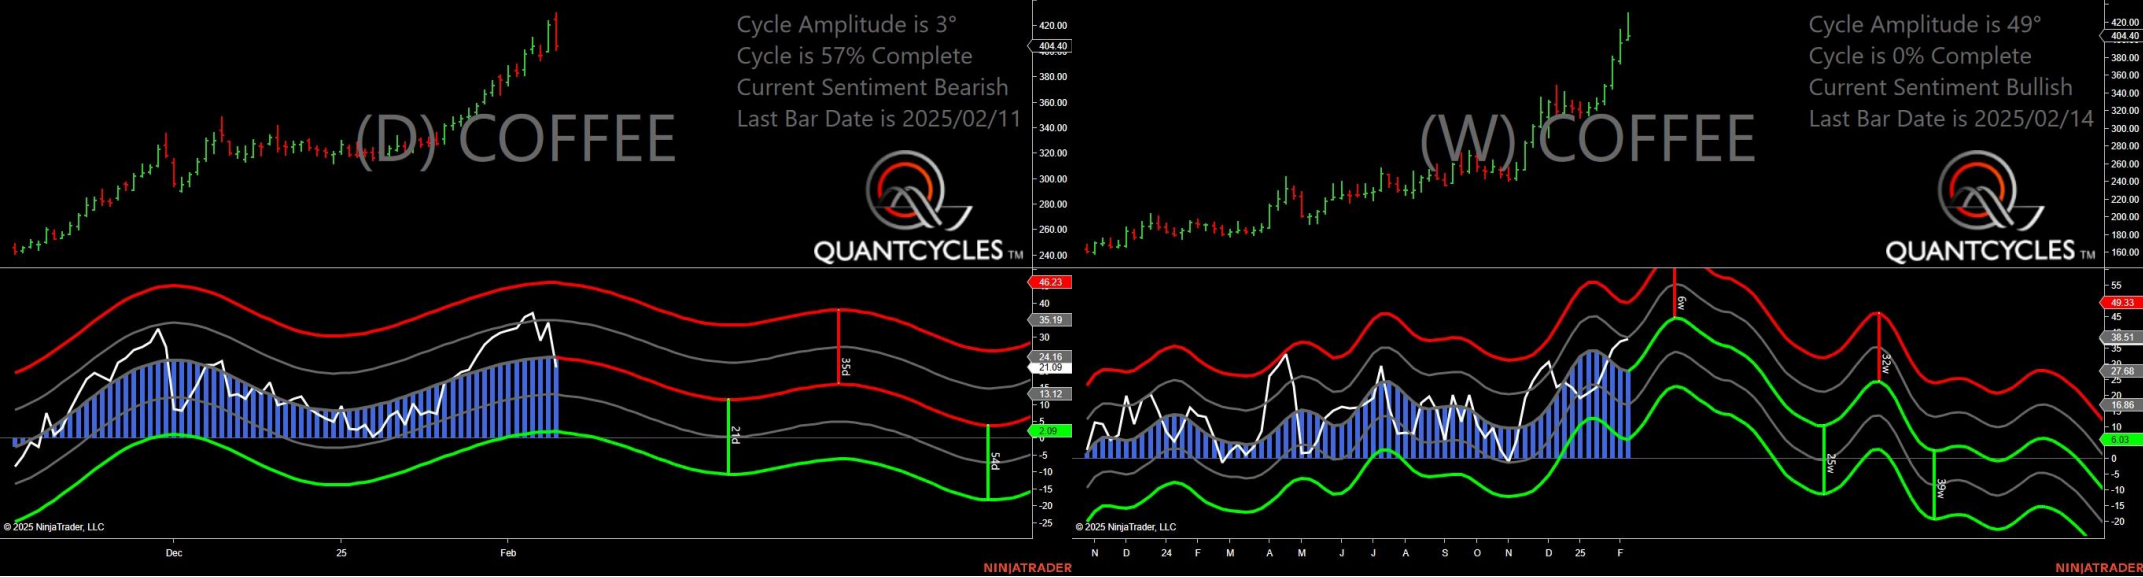 Cycle Amplitude is 3°
Cycle is 57% Complete
Current Sentiment Bearish
Last Bar Date is 2025/02/11
(D) COFFEE
QUANTCYCLES TM
420.00
404.40
380.00
360.00
340.00
320.00
300.00
280.00
260.00
240.00
46.23
40
35.19
30
24.16
21.09
15
13.12
10
5
2.09
-5
-10
-15
-20
-25
35d
21d
54d
© 2025 NinjaTrader, LLC
Dec
25
Feb
NINJATRADER
Cycle Amplitude is 49°
Cycle is 0% Complete
Current Sentiment Bullish
Last Bar Date is 2025/02/14
(W) COFFEE
QUANTCYCLES TM
420.00
404.40
380.00
360.00
340.00
320.00
300.00
280.00
260.00
240.00
220.00
200.00
180.00
160.00
55
49.33
45
38.51
35
27.68
25
16.86
15
10
6.03
0
-5
-10
-15
-20
6w
32w
25w
39w
© 2025 NinjaTrader, LLC
N
D
24
F
M
A
M
J
J
A
S
O
N
D
25
F
NINJATRADER